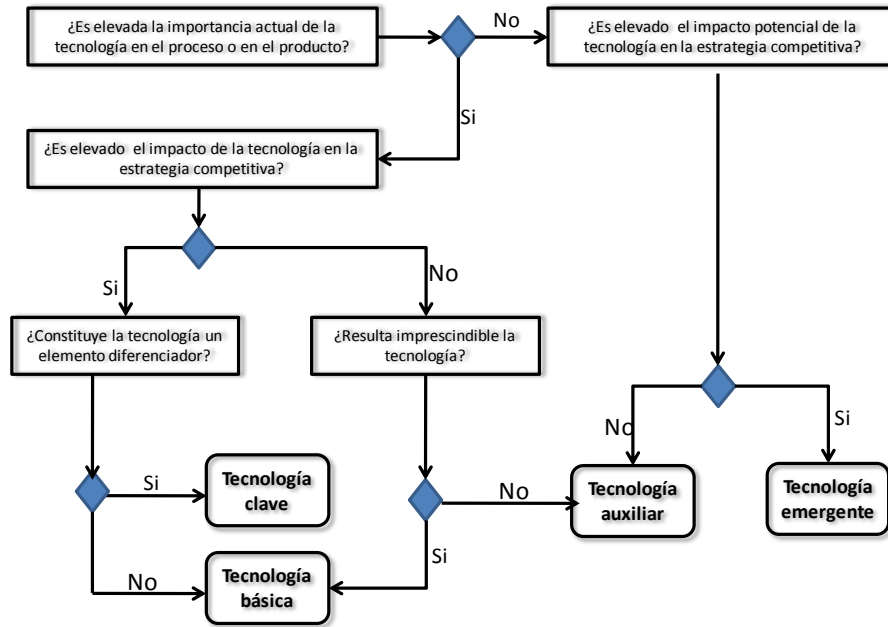 ¿Es elevada la importancia actual de la
tecnología en el proceso o en el producto?
No
¿Es elevado el impacto potencial de la
tecnología en la estrategia competitiva?
Si
¿Es elevado el impacto de la tecnología en la
estrategia competitiva?
Si
No
¿Constituye la tecnología un
elemento diferenciador?
¿Resulta imprescindible la
tecnología?
No
Si
Si
Tecnología
clave
No
Tecnología
auxiliar
Tecnología
emergente
Si
No
Tecnología
básica